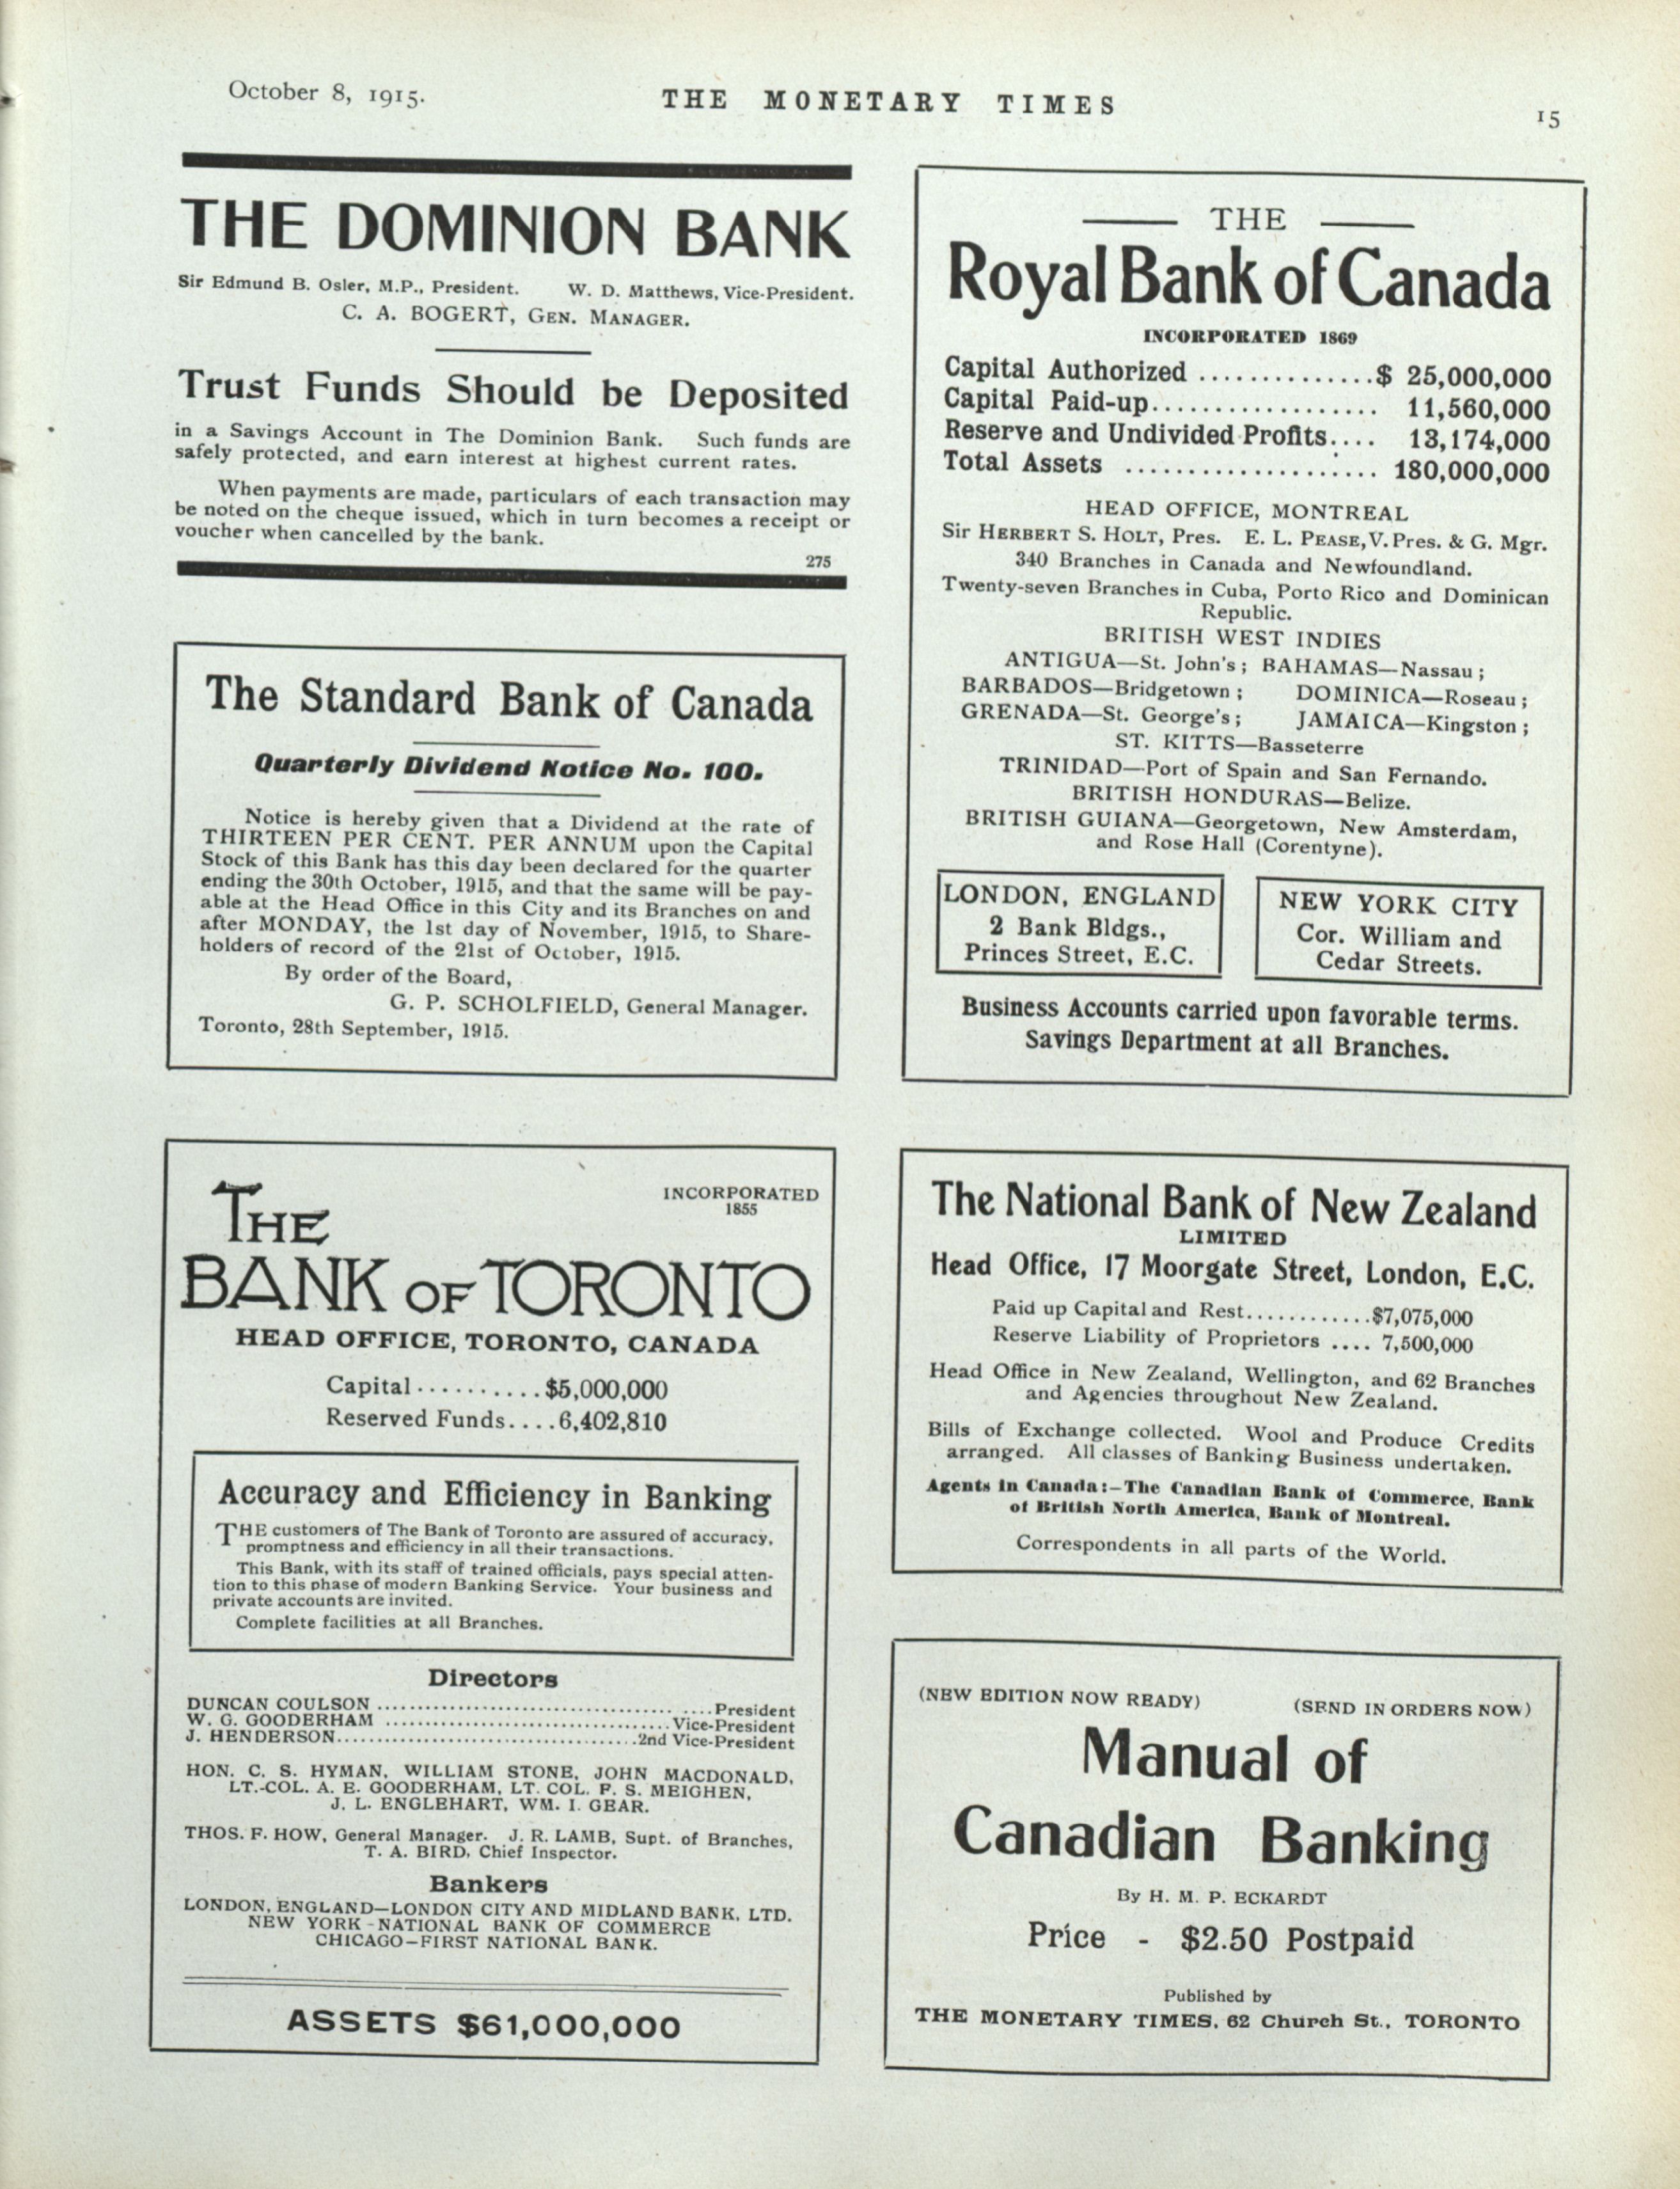 October 8, 1915.
THE MONETARY TIMES
15
THE DOMINION BANK
Sir Edmund B. Osler, M.P., President. W. D. Matthews, Vice-President.
C. A. BOGERT, GEN. MANAGER.
Trust Funds Should be Deposited
in a Savings Account in The Dominion Bank. Such funds are
safely protected, and earn interest at highest current rates.
When payments are made, particulars of each transaction may
be noted on the cheque issued, which in turn becomes a receipt or
voucher when cancelled by the bank.
275
The Standard Bank of Canada
Quarterly Dividend Notice No. 100.
Notice is hereby given that a Dividend at the rate of
THIRTEEN PER CENT. PER ANNUM upon the Capital
Stock of this Bank has this day been declared for the quarter
ending the 30th October, 1915, and that the same will be pay-
able at the Head Office in this City and its Branches on and
after MONDAY, the 1st day of November, 1915, to Share-
holders of record of the 21st of October, 1915.
By order of the Board,
G. P. SCHOLFIELD, General Manager.
Toronto, 28th September, 1915.
THE
BANK OF TORONTO
INCORPORATED
1855
HEAD OFFICE, TORONTO, CANADA
Capital..........$5,000,000
Reserved Funds....6,402,810
Accuracy and Efficiency in Banking
THE customers of The Bank of Toronto are assured of accuracy,
promptness and efficiency in all their transactions.
This Bank, with its staff of trained officials, pays special atten-
tion to this phase of modern Banking Service. Your business and
private accounts are invited.
Complete facilities at all Branches.
Directors
DUNCAN COULSON ........ President
W. G. GOODERHAM ........ Vice-President
J. HENDERSON........2nd Vice-President
HON. C. S. HYMAN, WILLIAM STONE, JOHN MACDONALD,
LT.-COL. A. E. GOODERHAM, LT. COL. F. S. MEIGHEN,
J. L. ENGLEHART, WM. I. GEAR.
THOS. F. HOW, General Manager. J. R. LAMB, Supt. of Branches,
T. A. BIRD, Chief Inspector.
Bankers
LONDON, ENGLAND—LONDON CITY AND MIDLAND BANK, LTD.
NEW YORK-NATIONAL BANK OF COMMERCE
CHICAGO—FIRST NATIONAL BANK.
ASSETS $61,000,000
THE
Royal Bank of Canada
INCORPORATED 1869
Capital Authorized ..............$ 25,000,000
Capital Paid-up.................. 11,560,000
Reserve and Undivided Profits.... 13,174,000
Total Assets .................... 180,000,000
HEAD OFFICE, MONTREAL
Sir HERBERT S. HOLT, Pres. E. L. PEASE, V. Pres. & G. Mgr.
340 Branches in Canada and Newfoundland.
Twenty-seven Branches in Cuba, Porto Rico and Dominican
Republic.
BRITISH WEST INDIES
ANTIGUA—St. John's; BAHAMAS—Nassau;
BARBADOS—Bridgetown; DOMINICA—Roseau;
GRENADA—St. George's; JAMAICA—Kingston;
ST. KITTS—Basseterre
TRINIDAD—Port of Spain and San Fernando.
BRITISH HONDURAS—Belize.
BRITISH GUIANA—Georgetown, New Amsterdam,
and Rose Hall (Corentyne).
LONDON, ENGLAND
2 Bank Bldgs.,
Princes Street, E.C.
NEW YORK CITY
Cor. William and
Cedar Streets.
Business Accounts carried upon favorable terms.
Savings Department at all Branches.
The National Bank of New Zealand
LIMITED
Head Office, 17 Moorgate Street, London, E.C.
Paid up Capital and Rest............$7,075,000
Reserve Liability of Proprietors .... 7,500,000
Head Office in New Zealand, Wellington, and 62 Branches
and Agencies throughout New Zealand.
Bills of Exchange collected. Wool and Produce Credits
arranged. All classes of Banking Business undertaken.
Agents in Canada:—The Canadian Bank of Commerce, Bank
of British North America, Bank of Montreal.
Correspondents in all parts of the World.
(NEW EDITION NOW READY) (SEND IN ORDERS NOW)
Manual of
Canadian Banking
By H. M. P. ECKARDT
Price - $2.50 Postpaid
Published by
THE MONETARY TIMES, 62 Church St., TORONTO